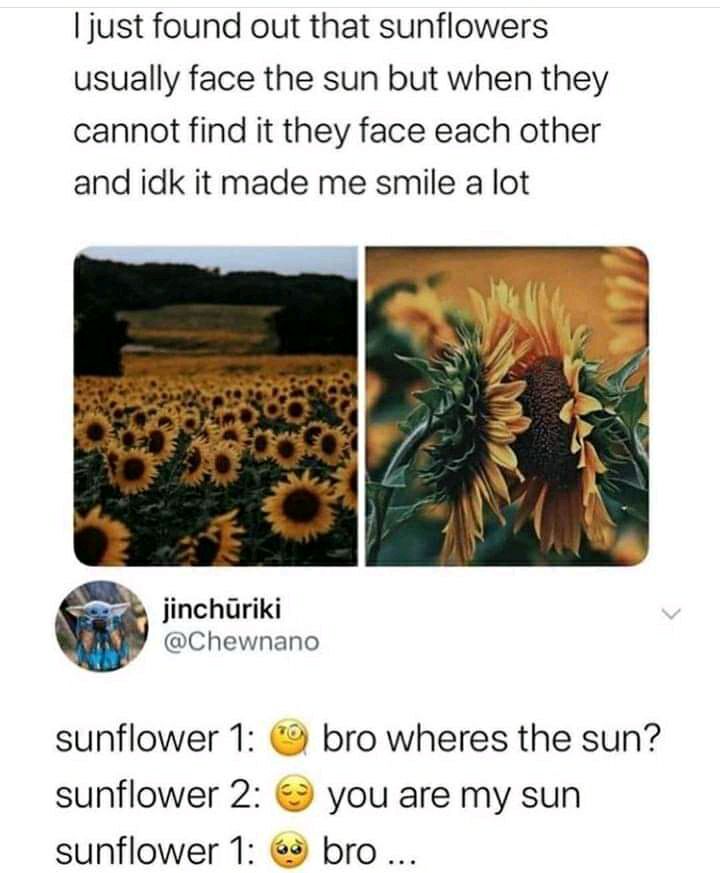 I just found out that sunflowers
usually face the sun but when they
cannot find it they face each other
and idk it made me smile a lot
jinchūriki
@Chewnano
sunflower 1: 🧐 bro wheres the sun?
sunflower 2: 😌 you are my sun
sunflower 1: 🥺 bro ...